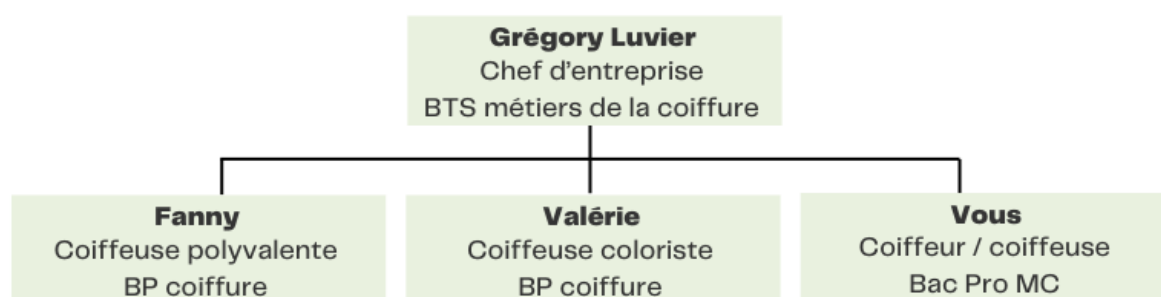 Grégory Luvier
Chef d'entreprise
BTS métiers de la coiffure
Fanny
Coiffeuse polyvalente
BP coiffure
Valérie
Coiffeuse coloriste
BP coiffure
Vous
Coiffeur / coiffeuse
Bac Pro MC